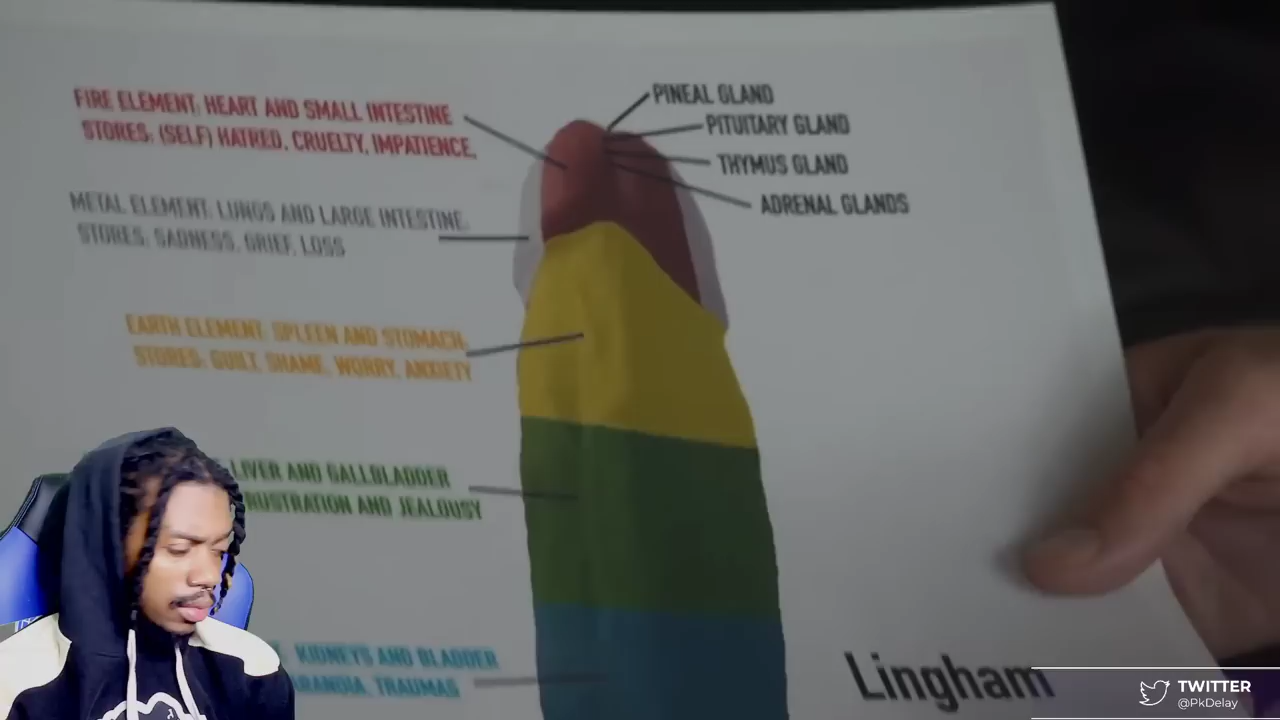 FIRE ELEMENT: HEART AND SMALL INTESTINE
STORES: (SELF) HATRED, CRUELTY, IMPATIENCE.
METAL ELEMENT: LUNGS AND LARGE INTESTINE.
STORES: SADNESS, GRIEF, LOSS
EARTH ELEMENT: SPLEEN AND STOMACH.
STORES: GUILT, SHAME, WORRY, ANXIETY
LIVER AND GALLBLADDER
RUSTRATION AND JEALOUSY
KIDNEYS AND BLADDER
ARANOIA, TRAUMAS
PINEAL GLAND
PITUITARY GLAND
THYMUS GLAND
ADRENAL GLANDS
Lingham
TWITTER
@PkDelay